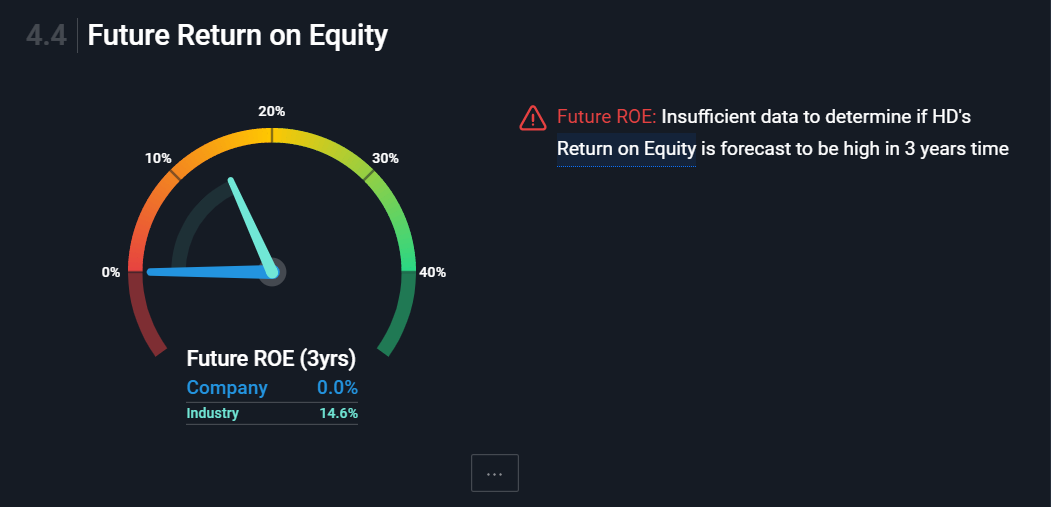 4.4 Future Return on Equity
20%
10%
30%
0%
40%
Future ROE (3yrs)
Company 0.0%
Industry 14.6%
Future ROE: Insufficient data to determine if HD's
Return on Equity is forecast to be high in 3 years time
...